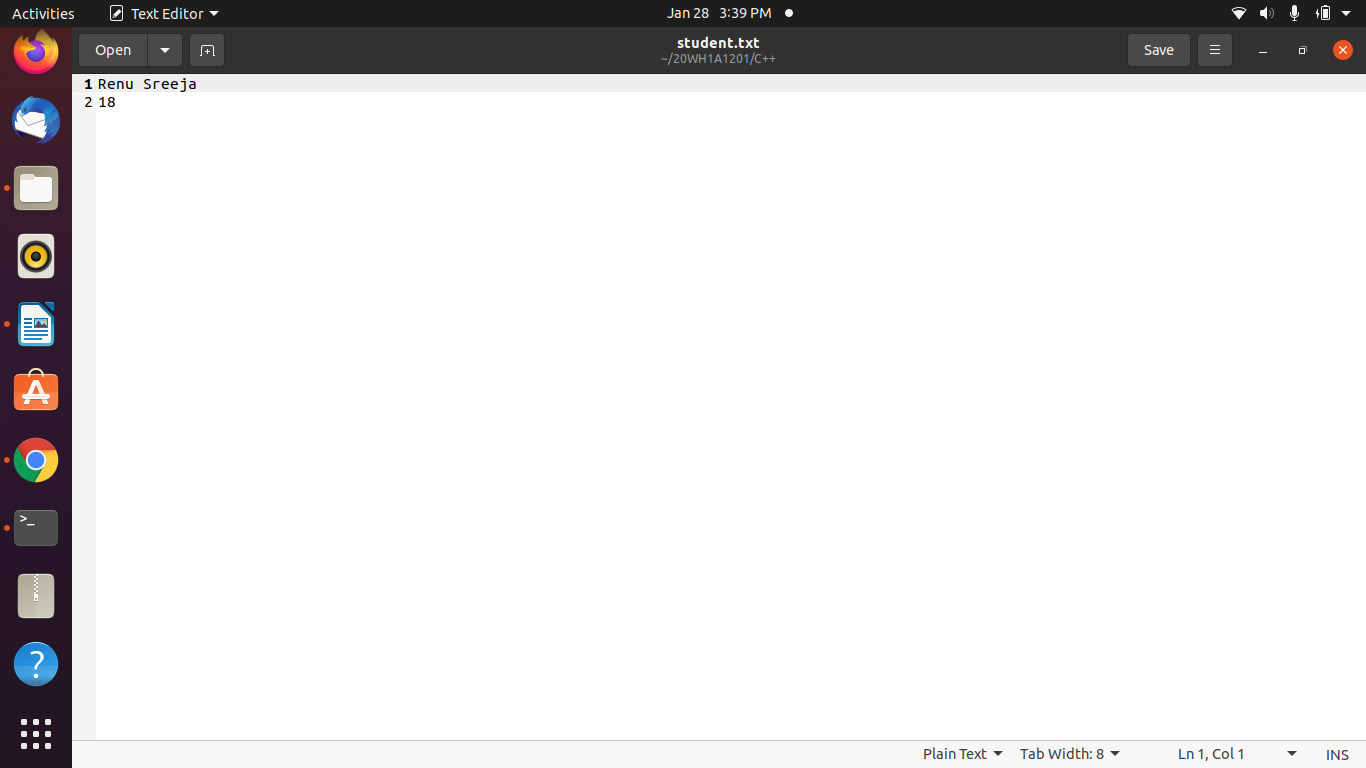 Activities Text Editor Jan 28 3:39 PM
Open student.txt Save
~/20WH1A1201/C++
1 Renu Sreeja
2 18
>_
?
Plain Text Tab Width: 8 Ln 1, Col 1 INS